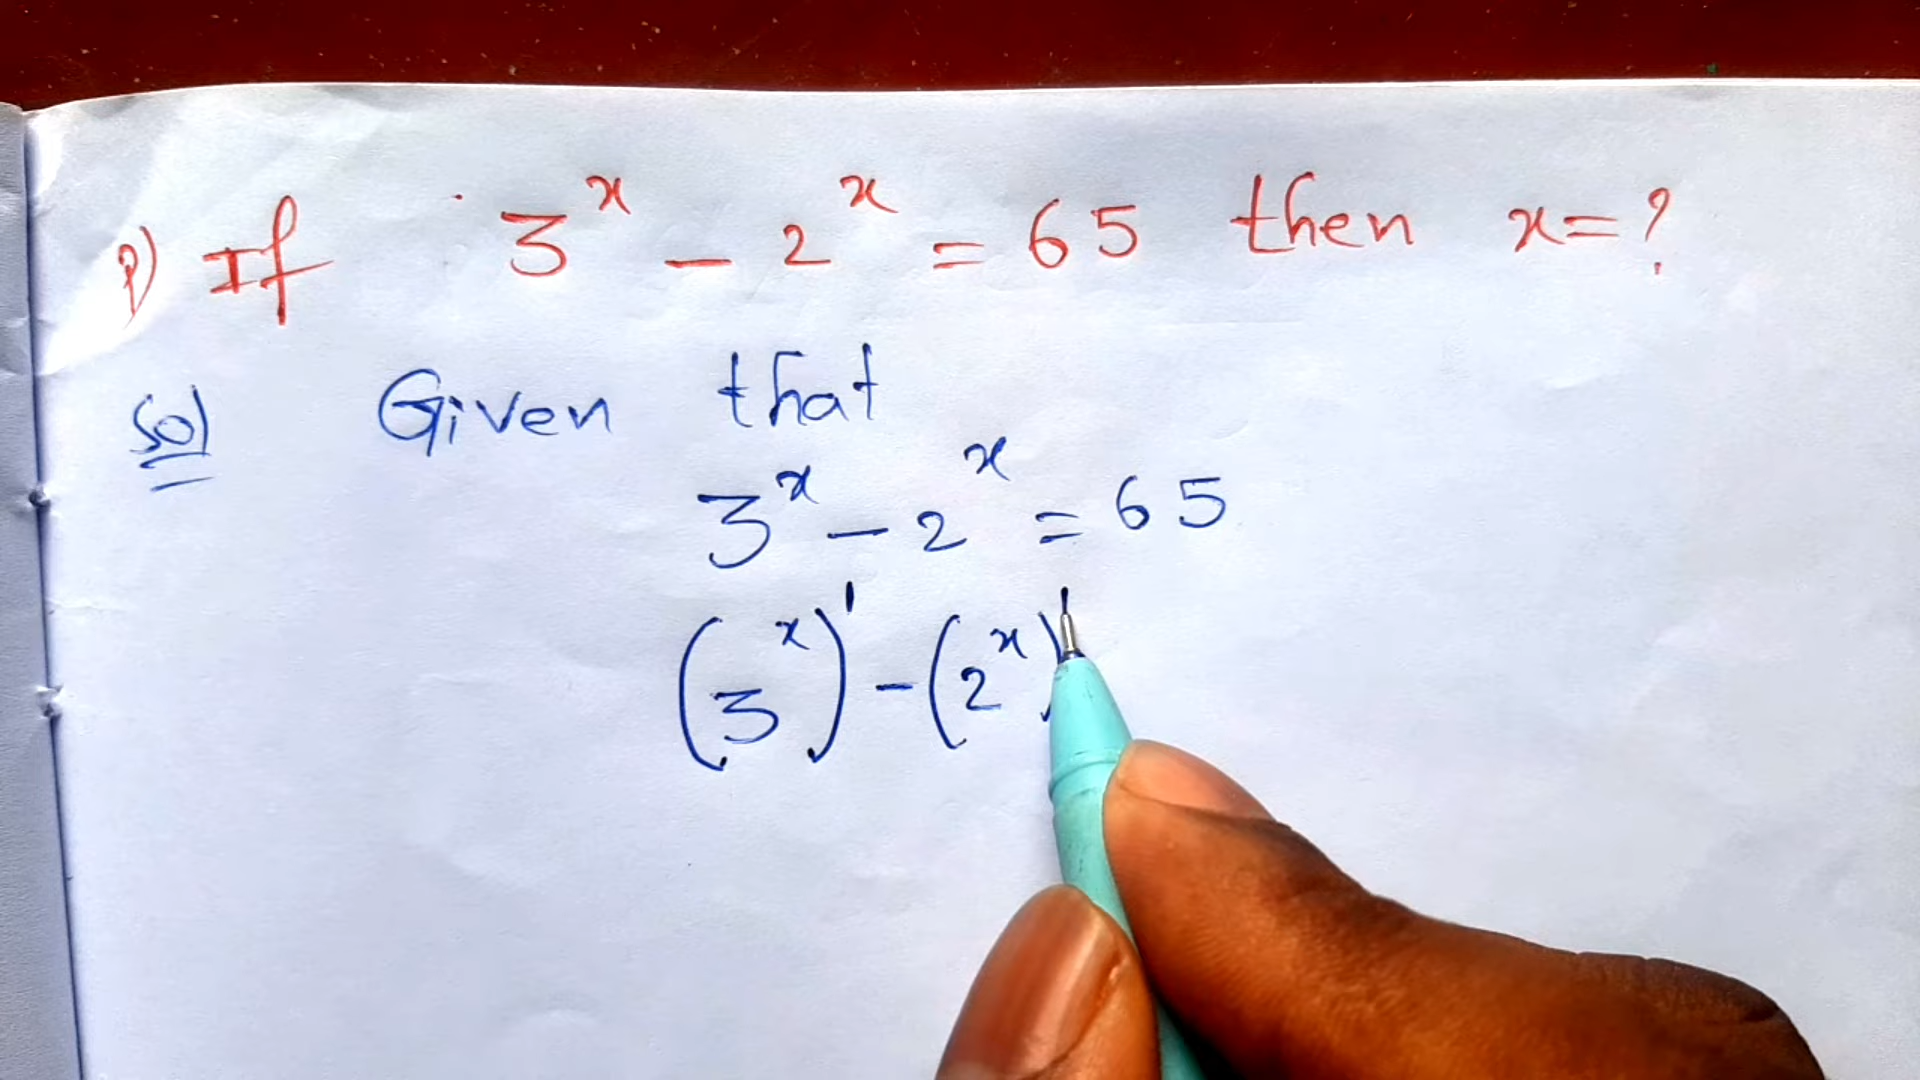 P) If 3^x - 2^x = 65 then x = ?
Sol Given that
3^x - 2^x = 65
(3^x)^1 - (2^x)^1